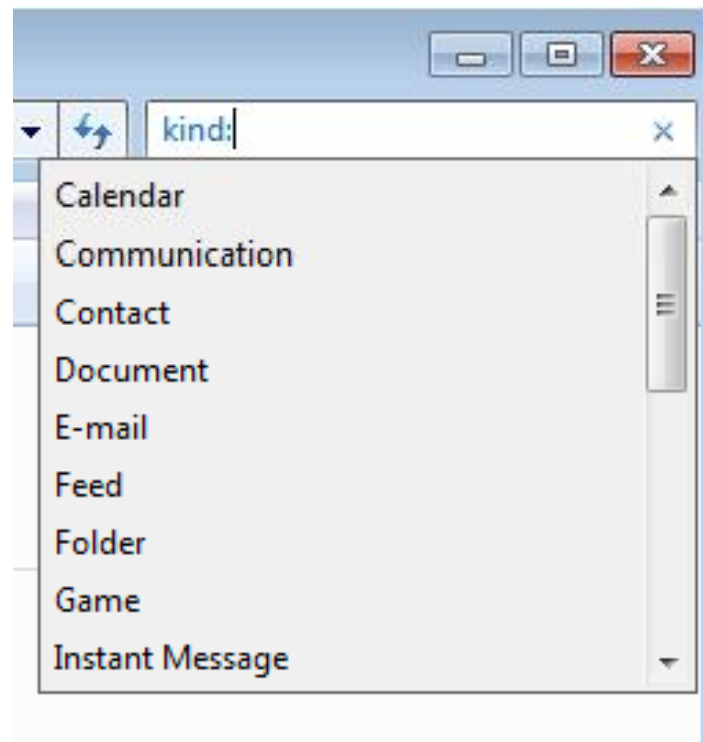 kind:
Calendar
Communication
Contact
Document
E-mail
Feed
Folder
Game
Instant Message